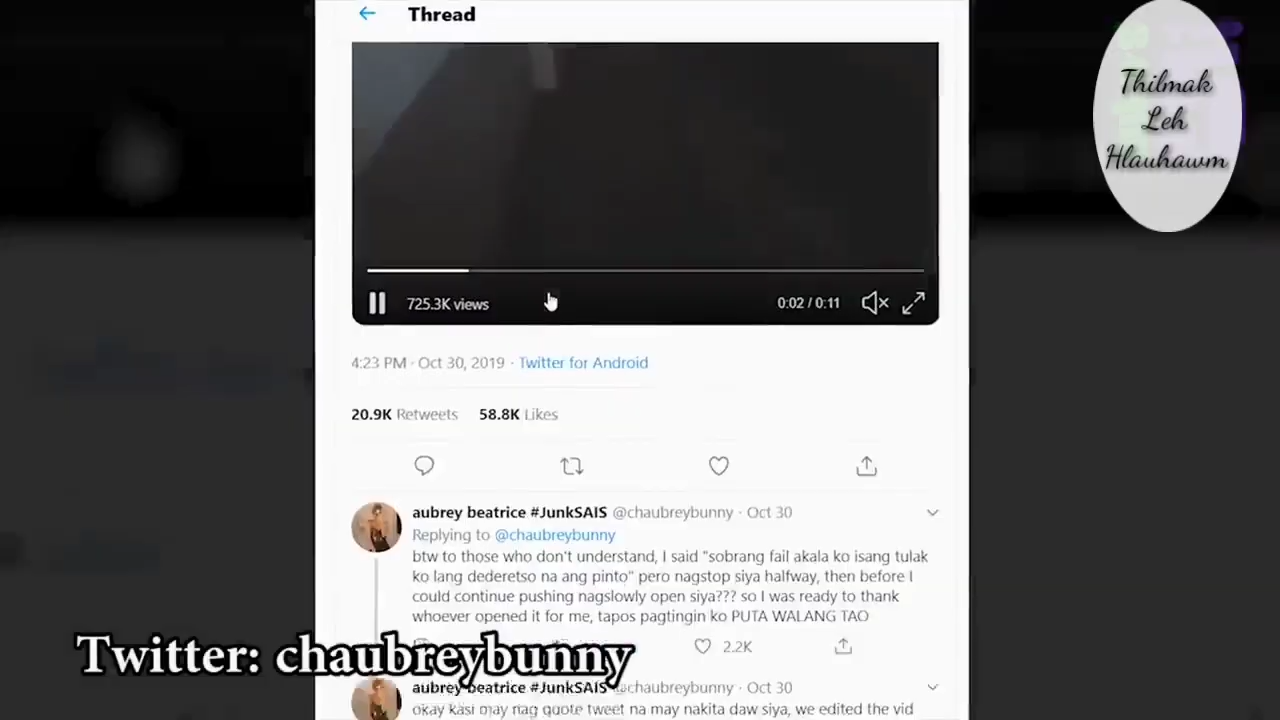 Thread
Thilmak
Leh
Hlauhawm
725.3K views
0:02 / 0:11
4:23 PM · Oct 30, 2019 · Twitter for Android
20.9K Retweets 58.8K Likes
aubrey beatrice #JunkSAIS @chaubreybunny · Oct 30
Replying to @chaubreybunny
btw to those who don't understand, I said "sobrang fail akala ko isang tulak
ko lang dederetso na ang pinto" pero nagstop siya halfway, then before I
could continue pushing nagslowly open siya??? so I was ready to thank
whoever opened it for me, tapos pagtingin ko PUTA WALANG TAO
2.2K
Twitter: chaubreybunny
aubrey beatrice #JunkSAIS @chaubreybunny · Oct 30
okay kasi may nag quote tweet na may nakita daw siya, we edited the vid